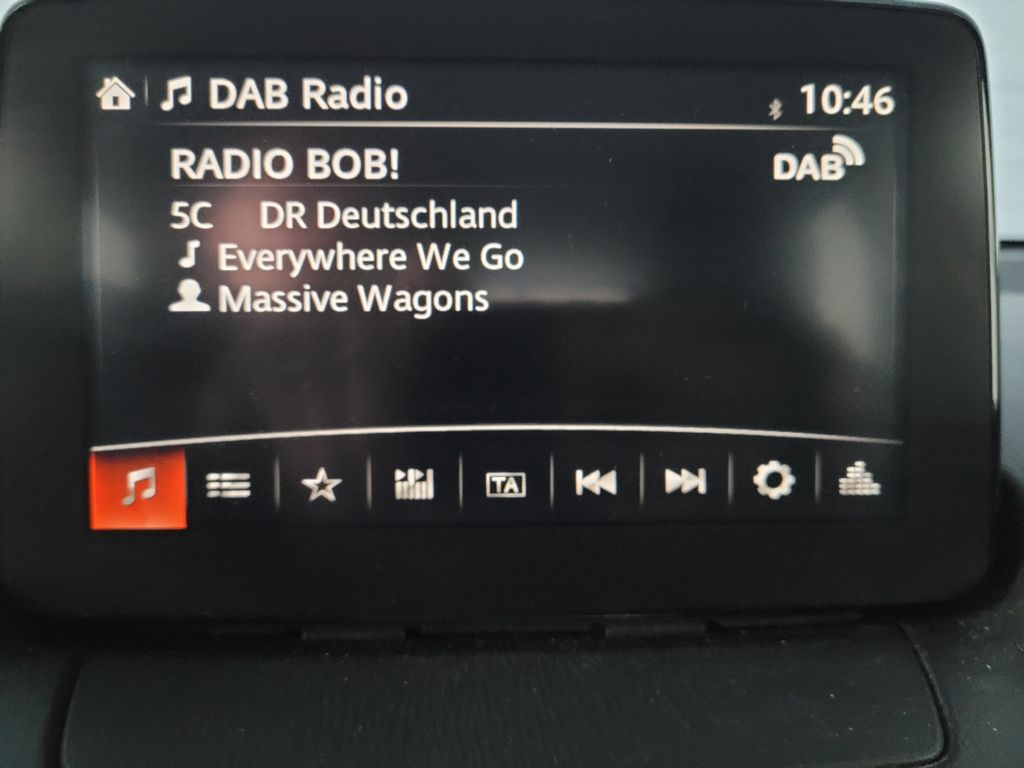 DAB Radio 10:46
RADIO BOB! DAB
5C DR Deutschland
Everywhere We Go
Massive Wagons
TA